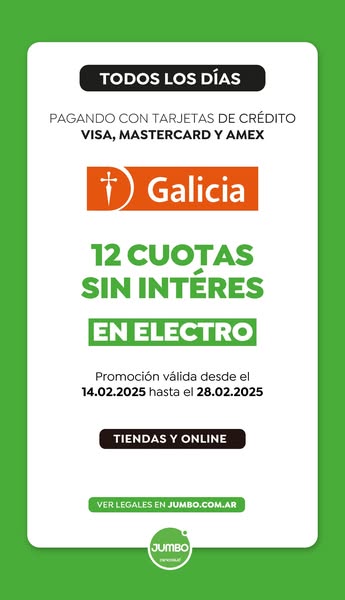 TODOS LOS DÍAS
PAGANDO CON TARJETAS DE CRÉDITO
VISA, MASTERCARD Y AMEX
Galicia
12 CUOTAS
SIN INTÉRES
EN ELECTRO
Promoción válida desde el
14.02.2025 hasta el 28.02.2025
TIENDAS Y ONLINE
VER LEGALES EN JUMBO.COM.AR
JUMBO
cencosud